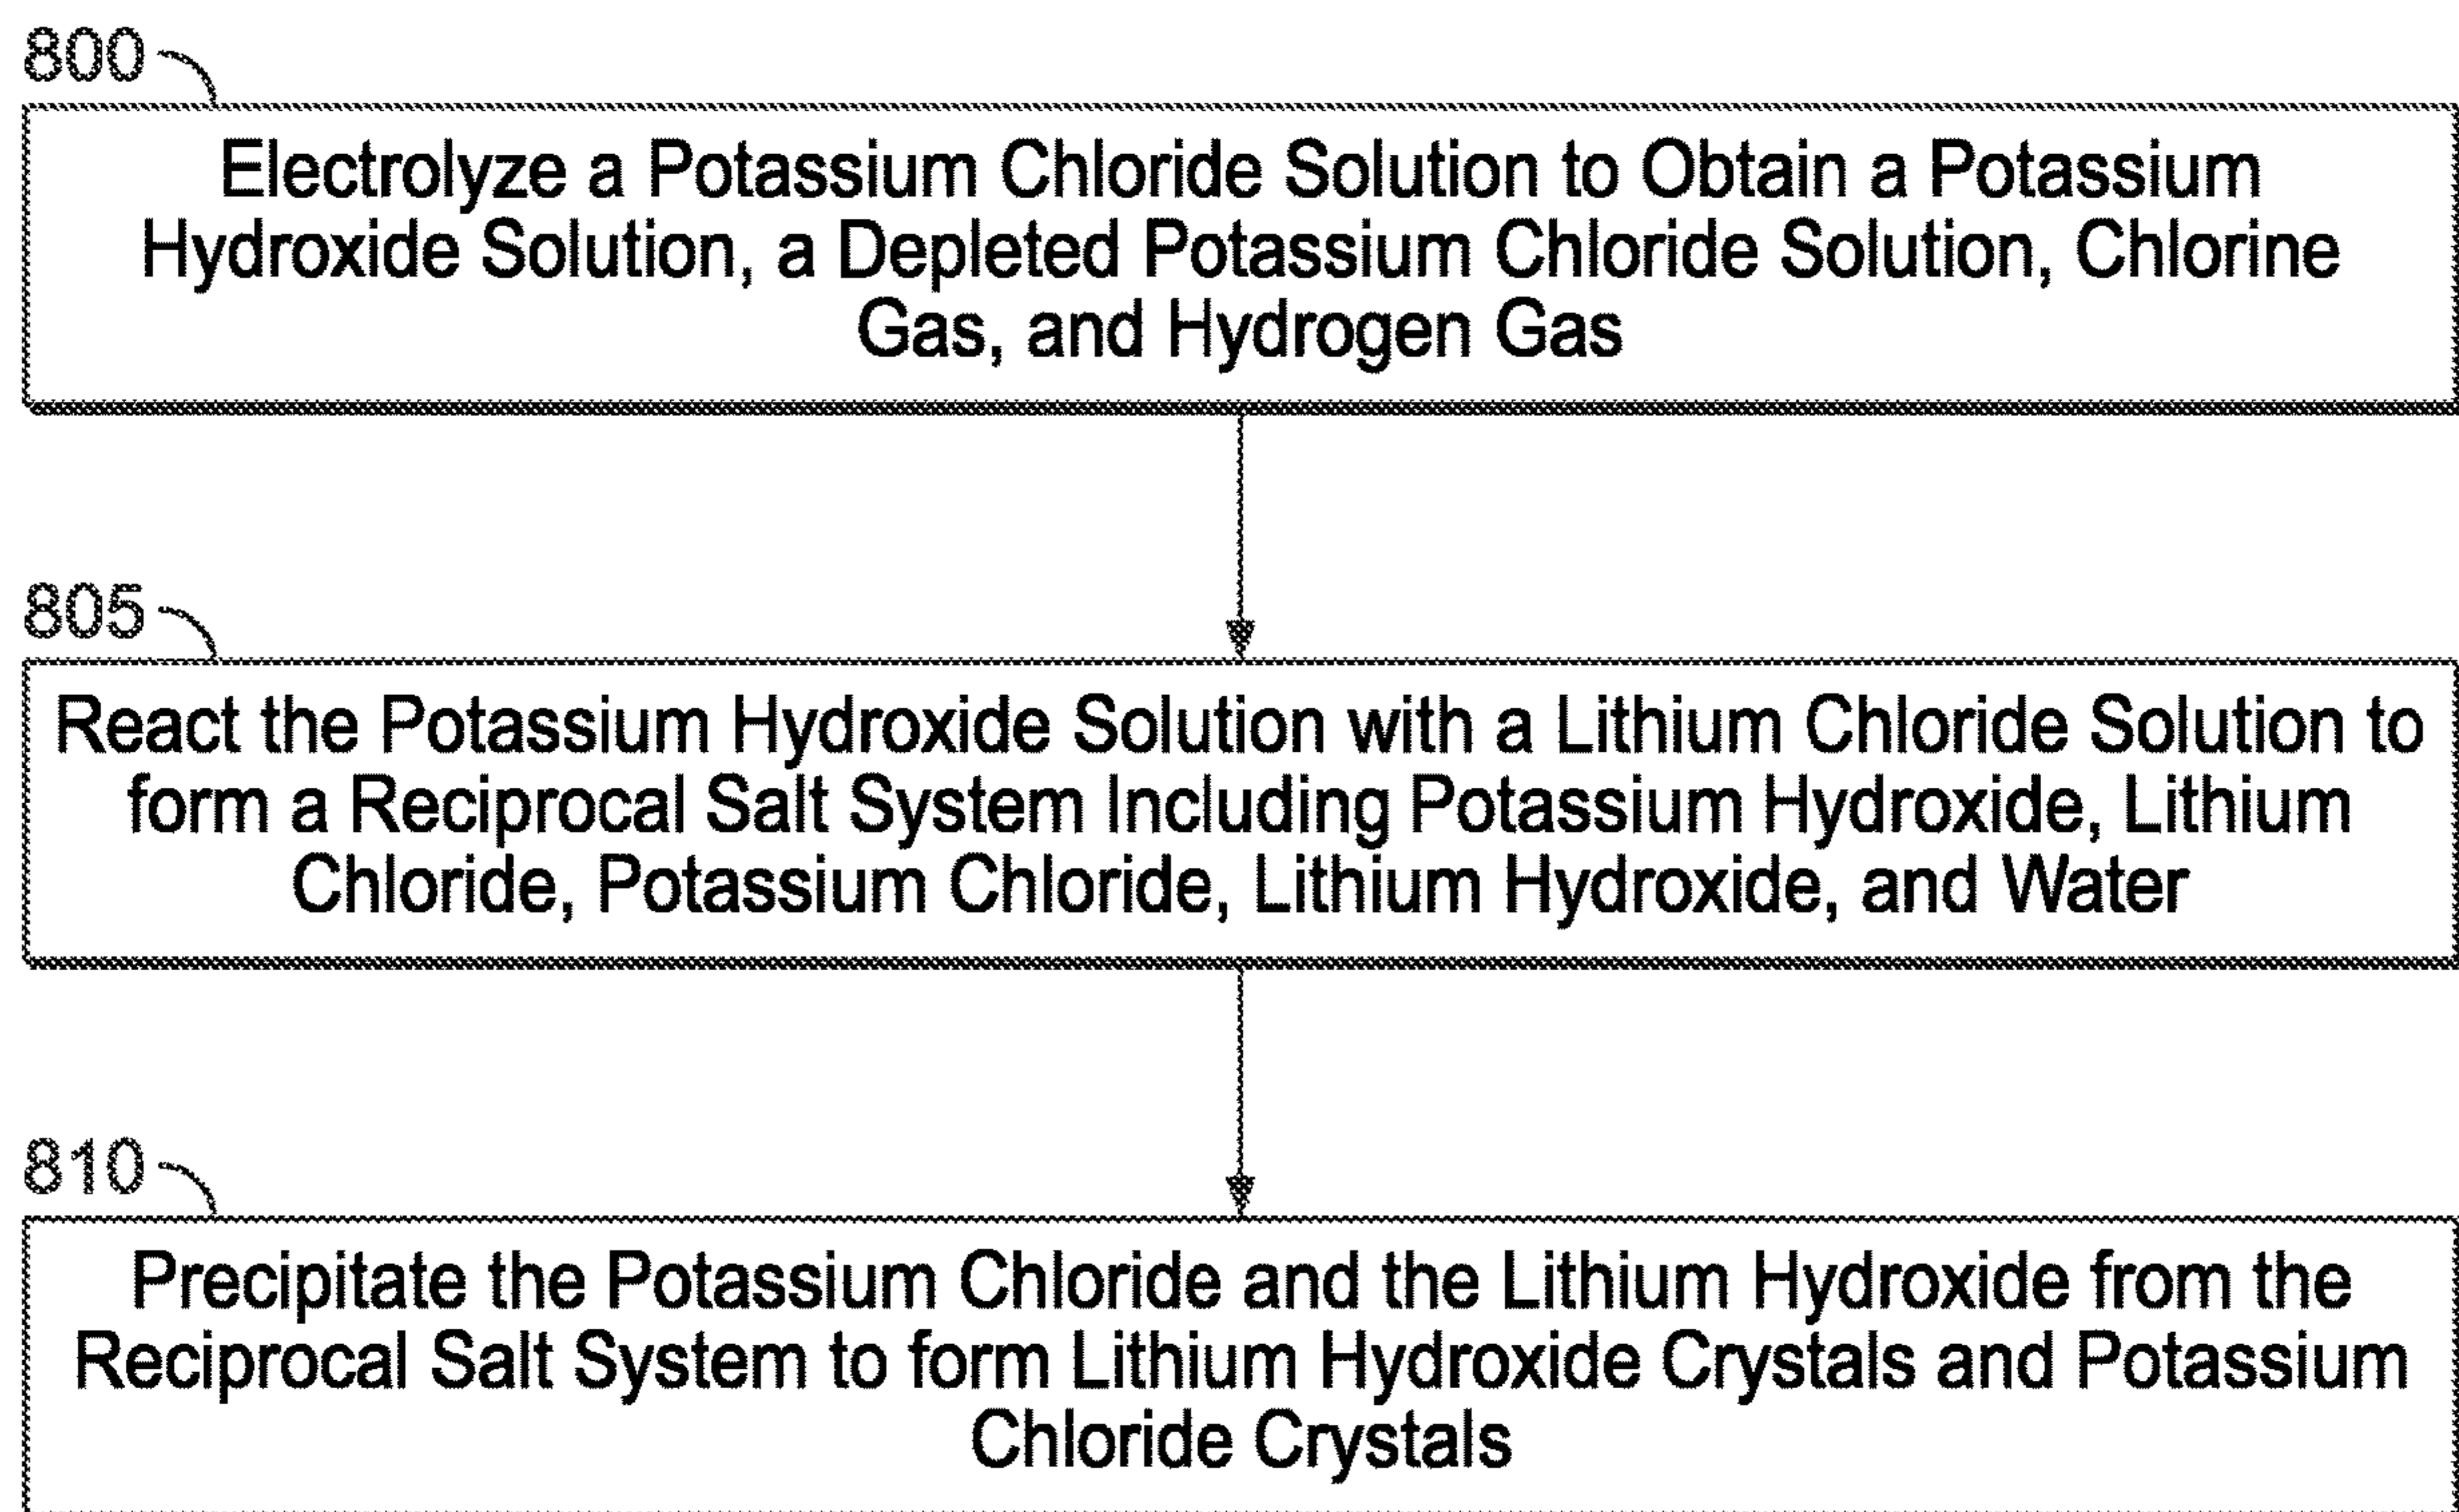 800
Electrolyze a Potassium Chloride Solution to Obtain a Potassium
Hydroxide Solution, a Depleted Potassium Chloride Solution, Chlorine
Gas, and Hydrogen Gas
805
React the Potassium Hydroxide Solution with a Lithium Chloride Solution to
form a Reciprocal Salt System Including Potassium Hydroxide, Lithium
Chloride, Potassium Chloride, Lithium Hydroxide, and Water
810
Precipitate the Potassium Chloride and the Lithium Hydroxide from the
Reciprocal Salt System to form Lithium Hydroxide Crystals and Potassium
Chloride Crystals